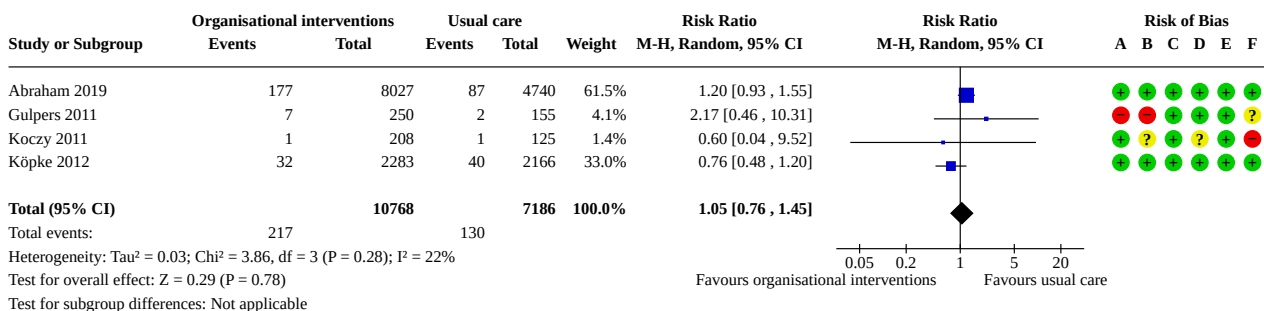 Organisational interventions Usual care Risk Ratio Risk Ratio Risk of Bias
Study or Subgroup Events Total Events Total Weight M-H, Random, 95% CI M-H, Random, 95% CI A B C D E F
Abraham 2019 177 8027 87 4740 61.5% 1.20 [0.93 , 1.55] + + + + + +
Gulpers 2011 7 250 2 155 4.1% 2.17 [0.46 , 10.31] − − + + + ?
Koczy 2011 1 208 1 125 1.4% 0.60 [0.04 , 9.52] + ? + ? + −
Köpke 2012 32 2283 40 2166 33.0% 0.76 [0.48 , 1.20] + + + + + +
Total (95% CI) 10768 7186 100.0% 1.05 [0.76 , 1.45]
Total events: 217 130
Heterogeneity: Tau² = 0.03; Chi² = 3.86, df = 3 (P = 0.28); I² = 22%
0.05 0.2 1 5 20
Test for overall effect: Z = 0.29 (P = 0.78) Favours organisational interventions Favours usual care
Test for subgroup differences: Not applicable